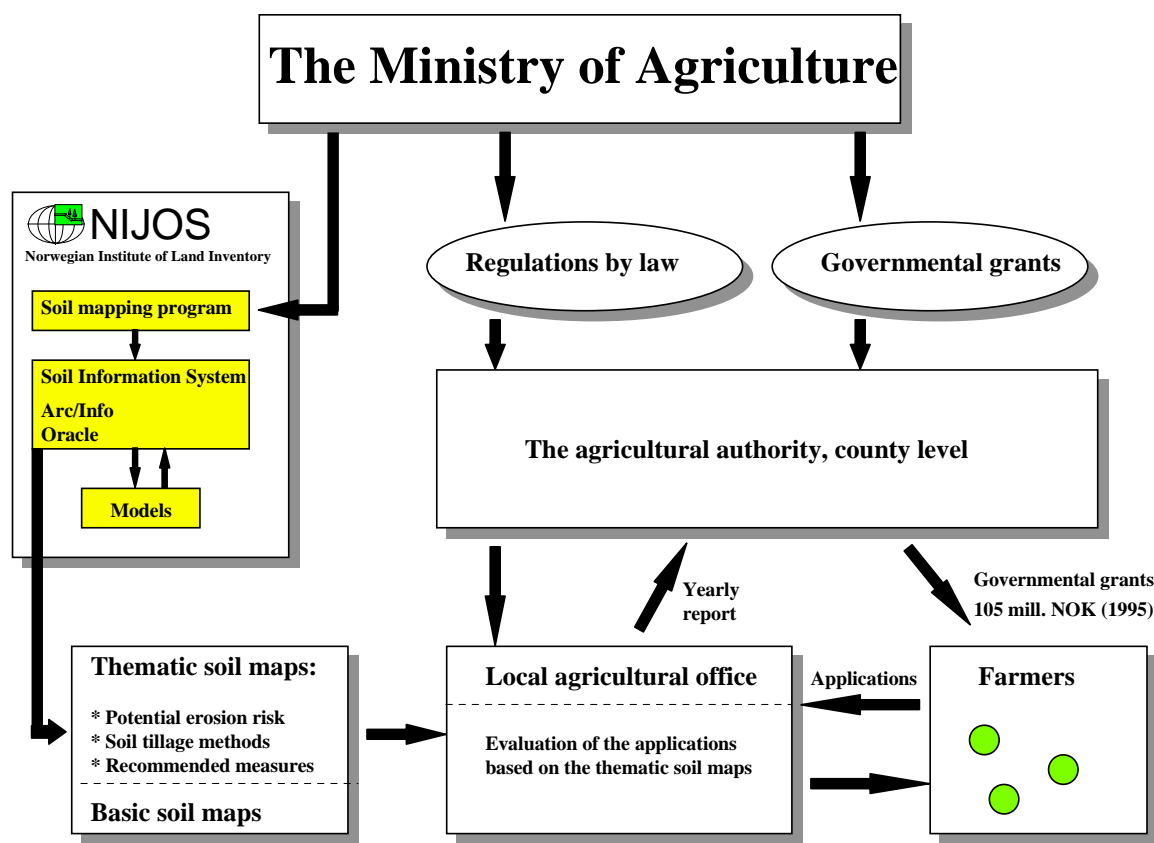 The Ministry of Agriculture
NIJOS
Norwegian Institute of Land Inventory
Soil mapping program
Soil Information System
Arc/Info
Oracle
Models
Regulations by law
Governmental grants
The agricultural authority, county level
Yearly
report
Governmental grants
105 mill. NOK (1995)
Thematic soil maps:
* Potential erosion risk
* Soil tillage methods
* Recommended measures
Basic soil maps
Local agricultural office
Evaluation of the applications
based on the thematic soil maps
Applications
Farmers